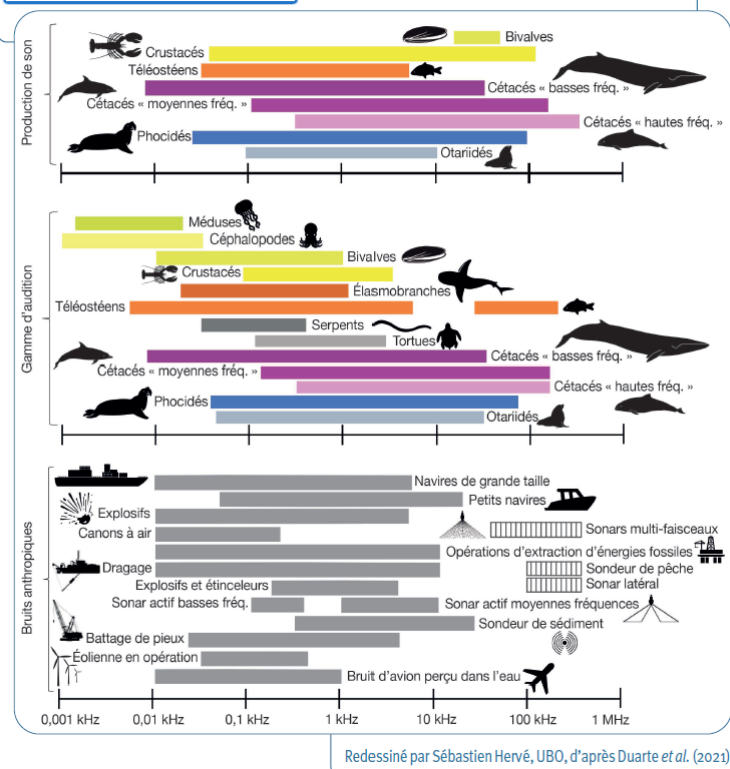 Production de son
Bivalves
Crustacés
Téléostéens
Cétacés « basses fréq. »
Cétacés « moyennes fréq. »
Cétacés « hautes fréq. »
Phocidés
Otariidés
Gamme d'audition
Méduses
Céphalopodes
Bivalves
Crustacés
Élasmobranches
Téléostéens
Serpents
Tortues
Cétacés « basses fréq. »
Cétacés « moyennes fréq. »
Cétacés « hautes fréq. »
Phocidés
Otariidés
Bruits anthropiques
Navires de grande taille
Petits navires
Explosifs
Canons à air
Sonars multi-faisceaux
Opérations d'extraction d'énergies fossiles
Dragage
Sondeur de pêche
Explosifs et étinceleurs
Sonar latéral
Sonar actif basses fréq.
Sonar actif moyennes fréquences
Sondeur de sédiment
Battage de pieux
Éolienne en opération
Bruit d'avion perçu dans l'eau
0,001 kHz 0,01 kHz 0,1 kHz 1 kHz 10 kHz 100 kHz 1 MHz
Redessiné par Sébastien Hervé, UBO, d'après Duarte et al. (2021)